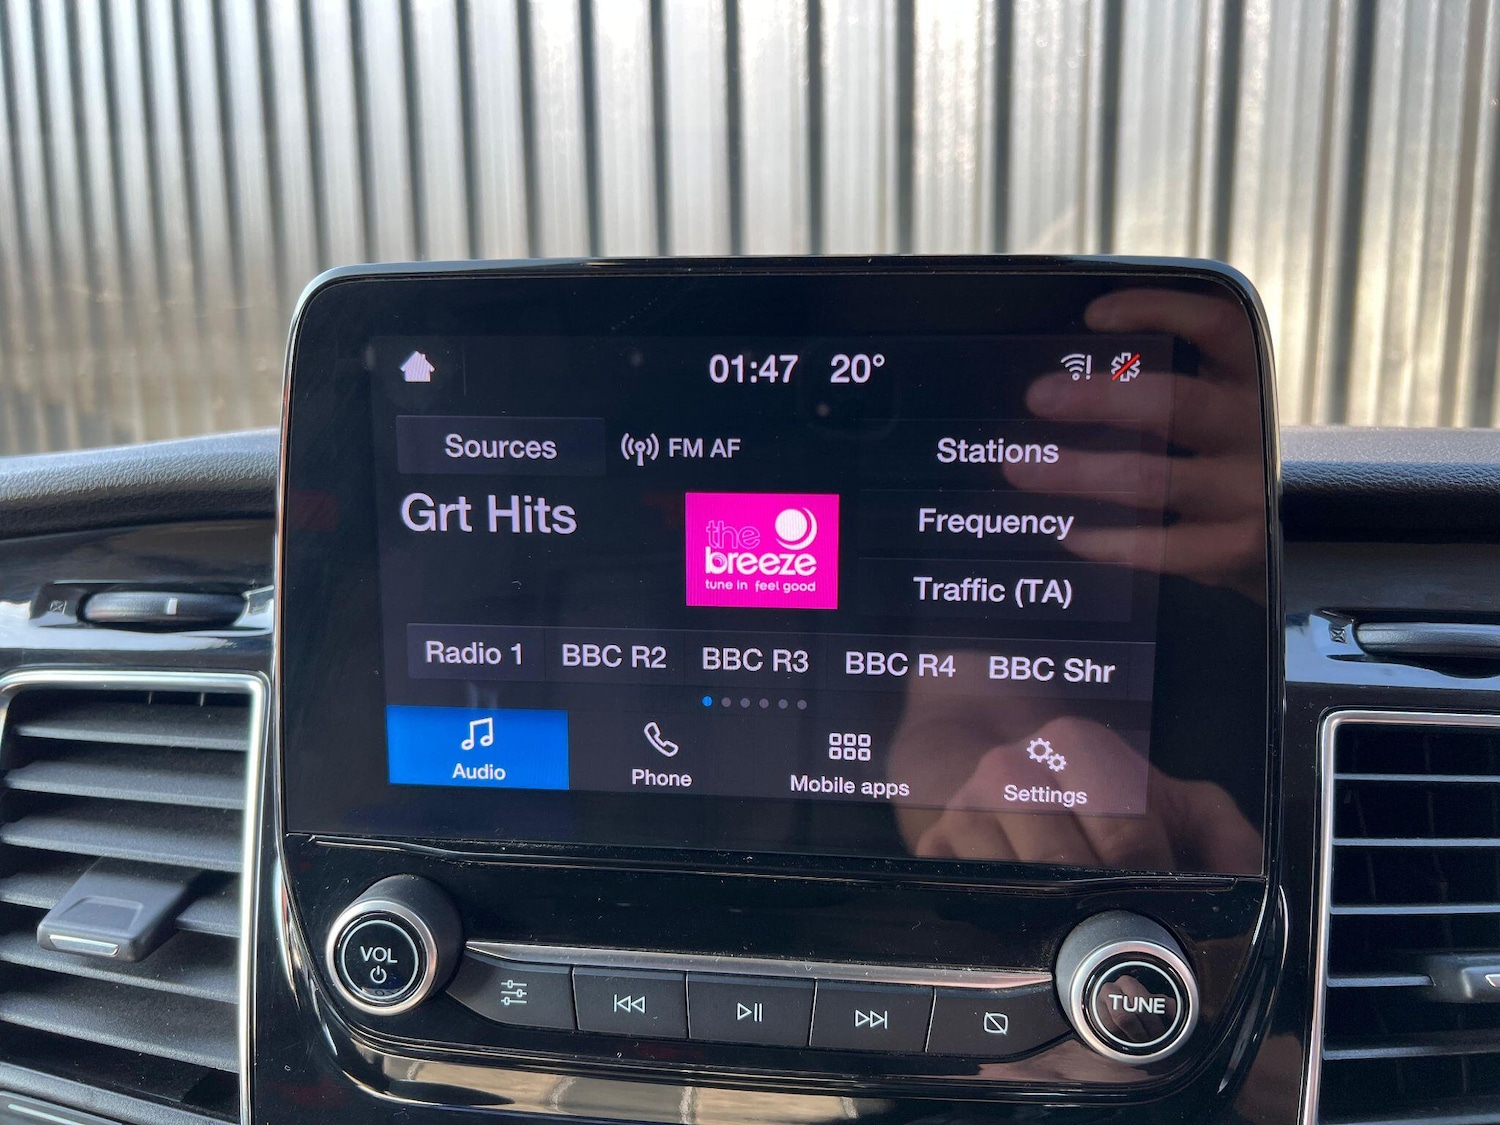 01:47 20°
Sources FM AF Stations
Grt Hits
the
breeze
tune in feel good
Frequency
Traffic (TA)
Radio 1 BBC R2 BBC R3 BBC R4 BBC Shr
Audio Phone Mobile apps Settings
VOL
TUNE